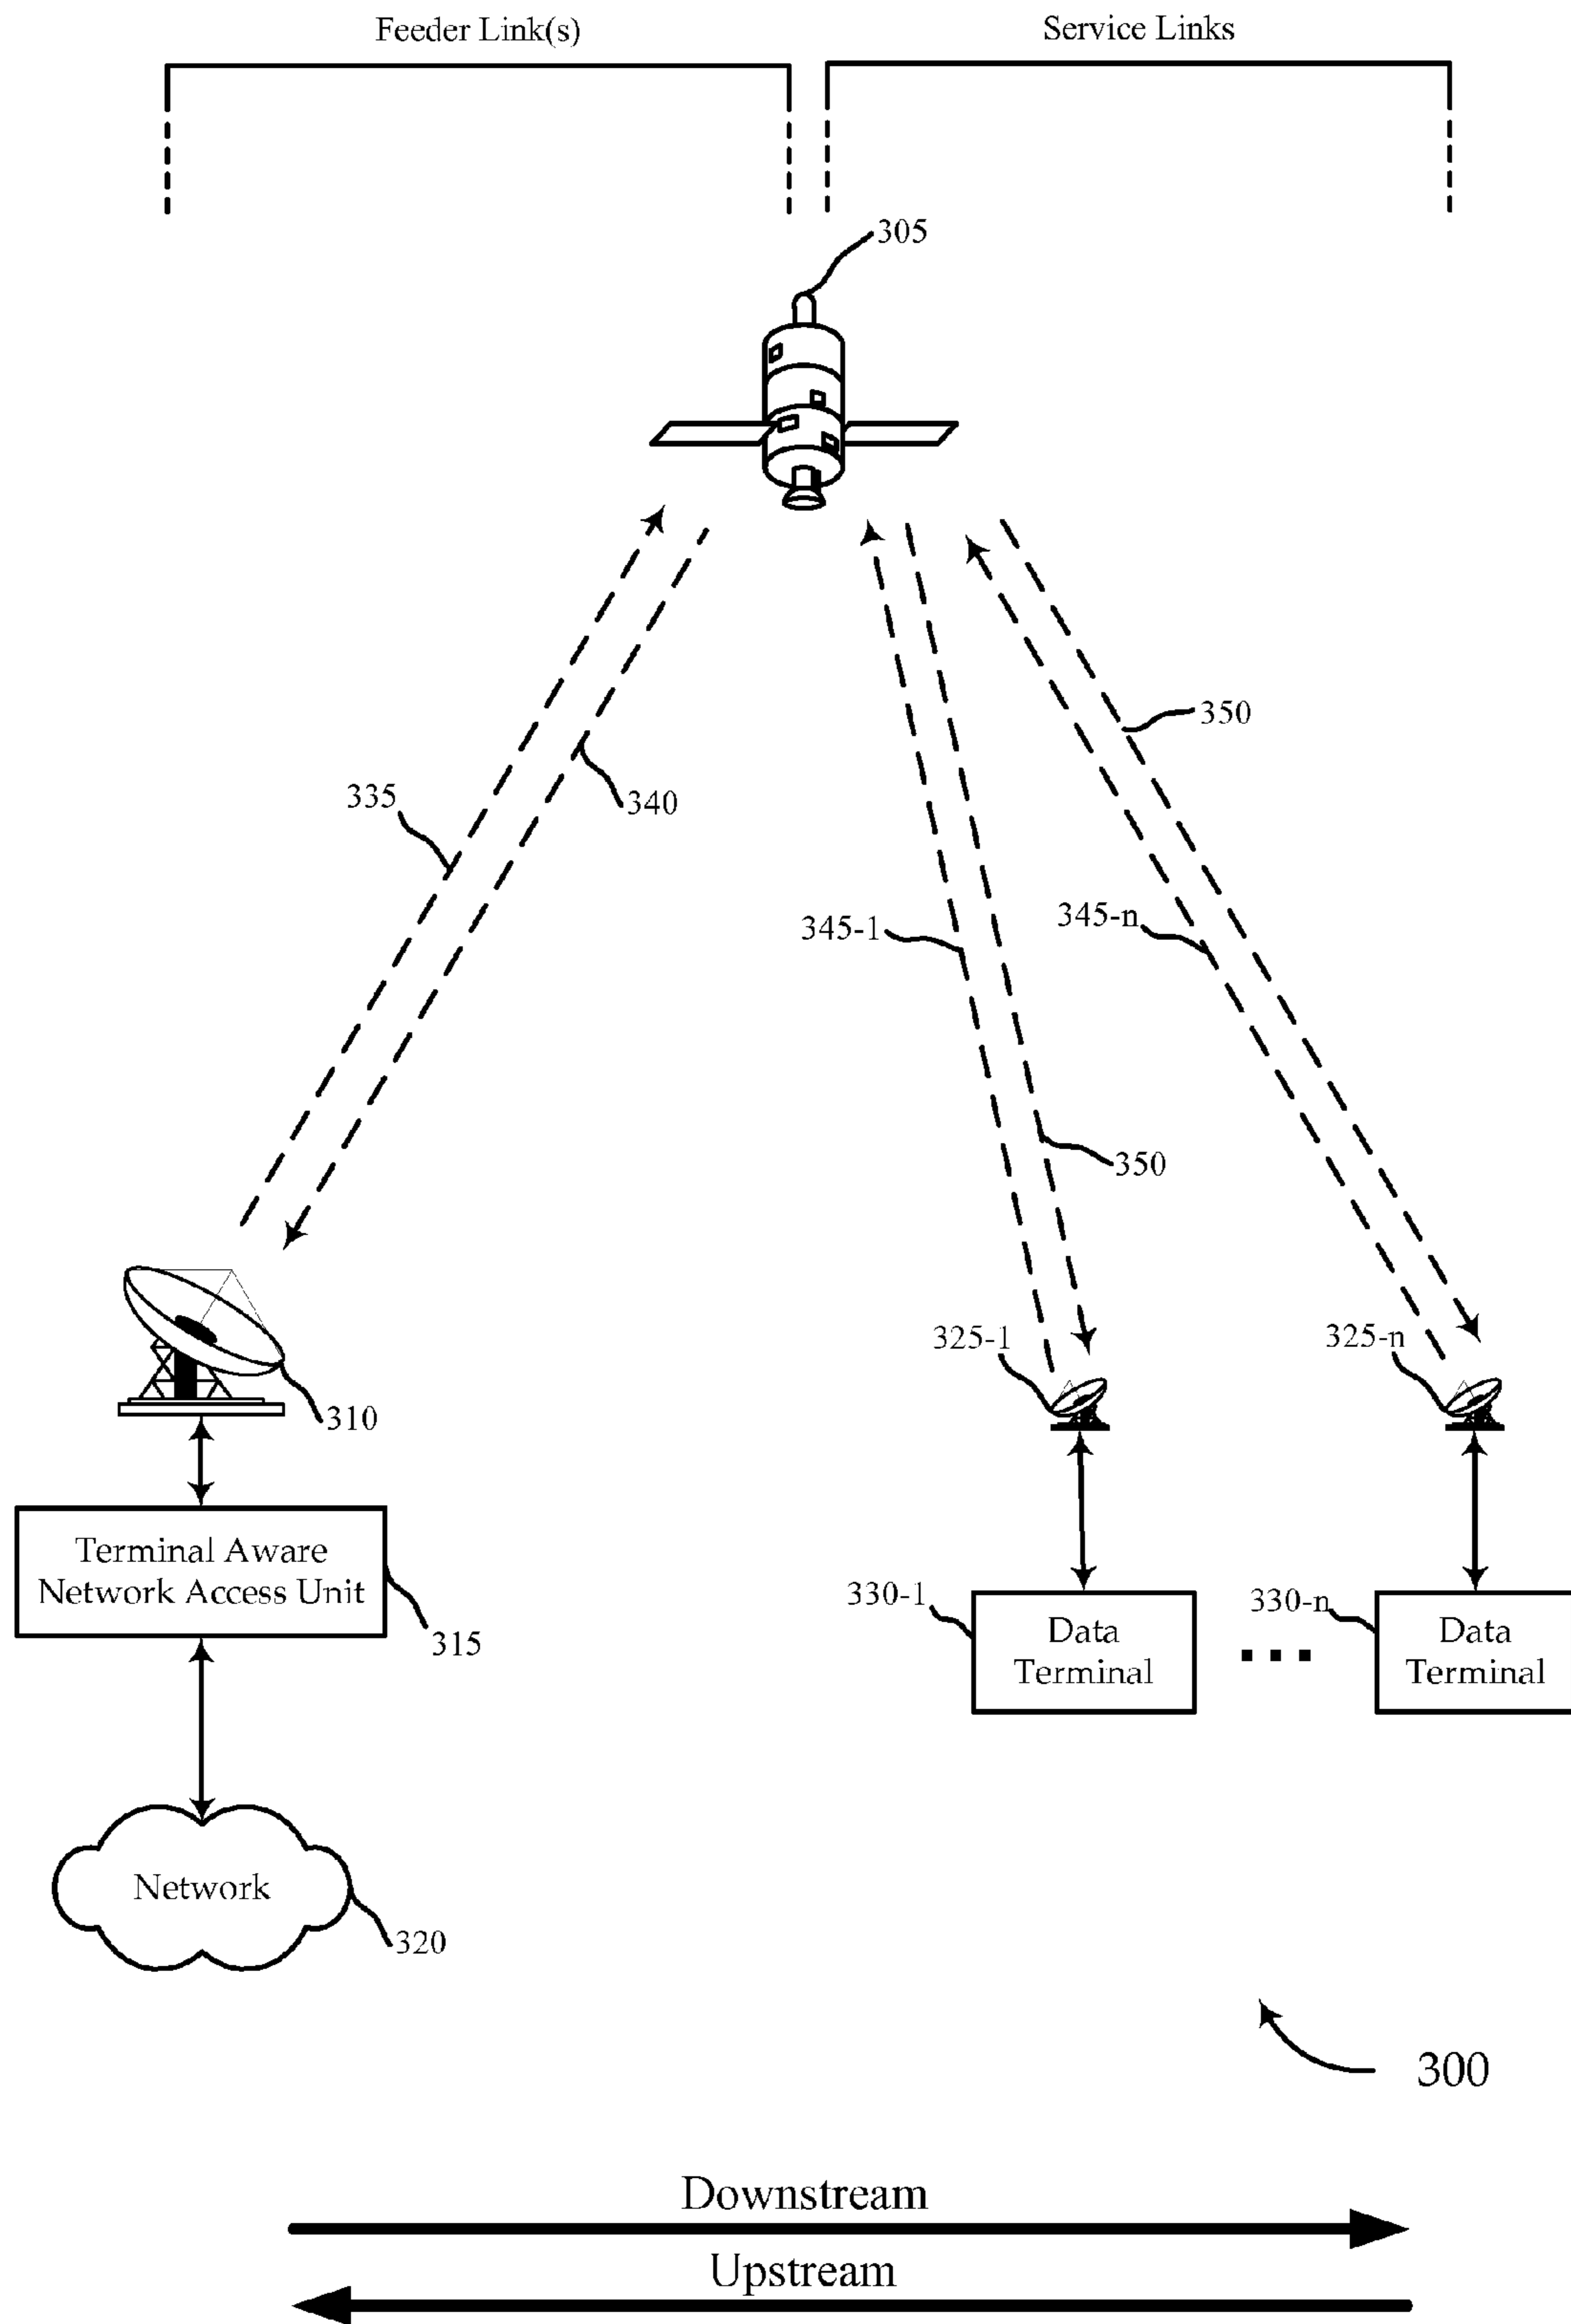 Feeder Link(s)
Service Links
305
350
335
340
345-1
345-n
350
325-1
325-n
310
Terminal Aware
Network Access Unit
315
330-1
Data
Terminal
330-n
Data
Terminal
Network
320
300
Downstream
Upstream